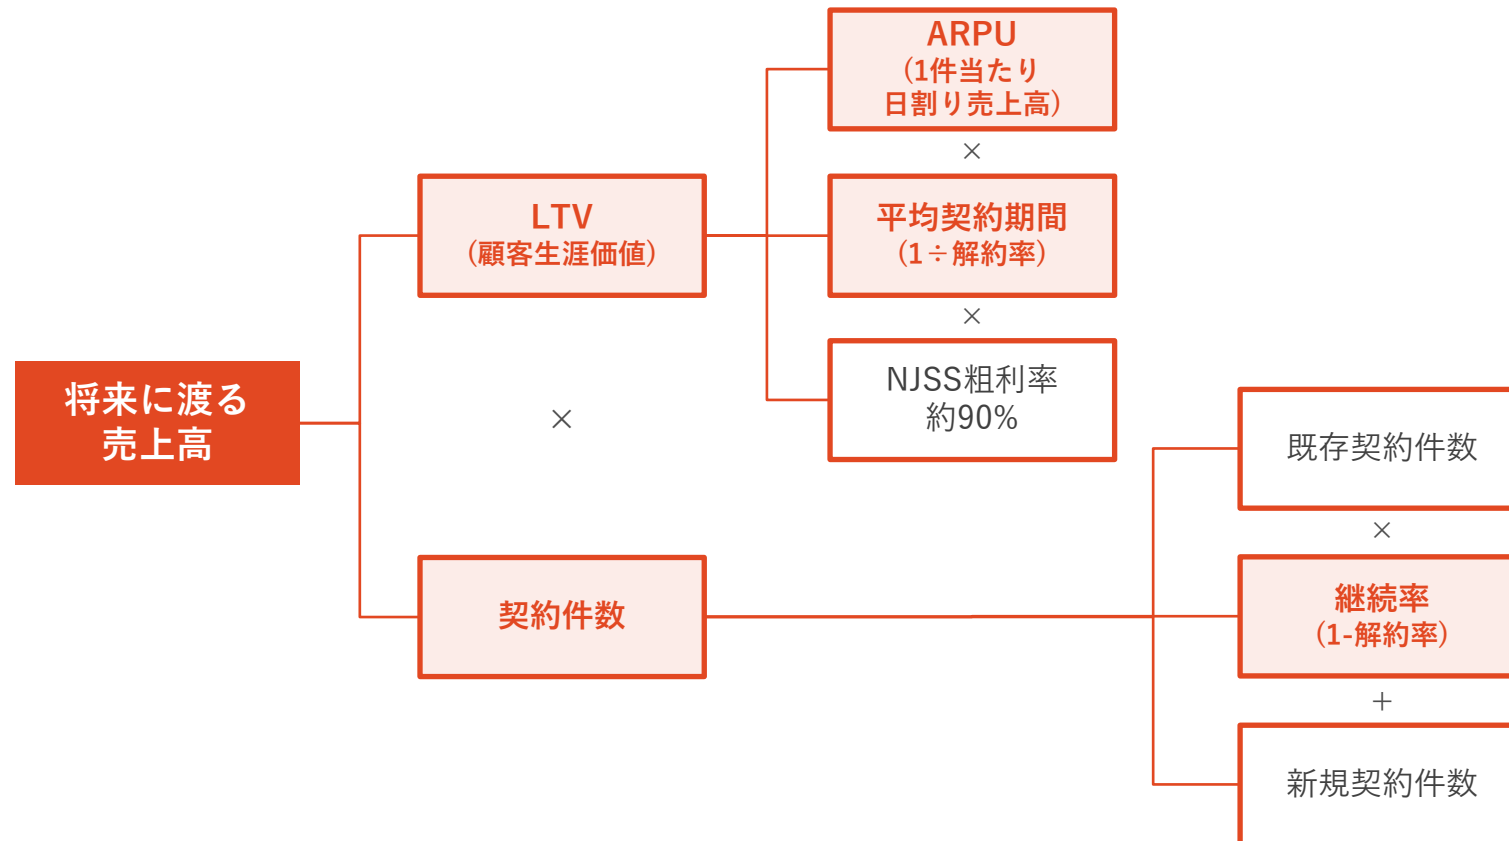 将来に渡る
売上高
LTV
(顧客生涯価値)
×
契約件数
ARPU
(1件当たり
日割り売上高)
×
平均契約期間
(1÷解約率)
×
NJSS粗利率
約90%
既存契約件数
×
継続率
(1-解約率)
+
新規契約件数